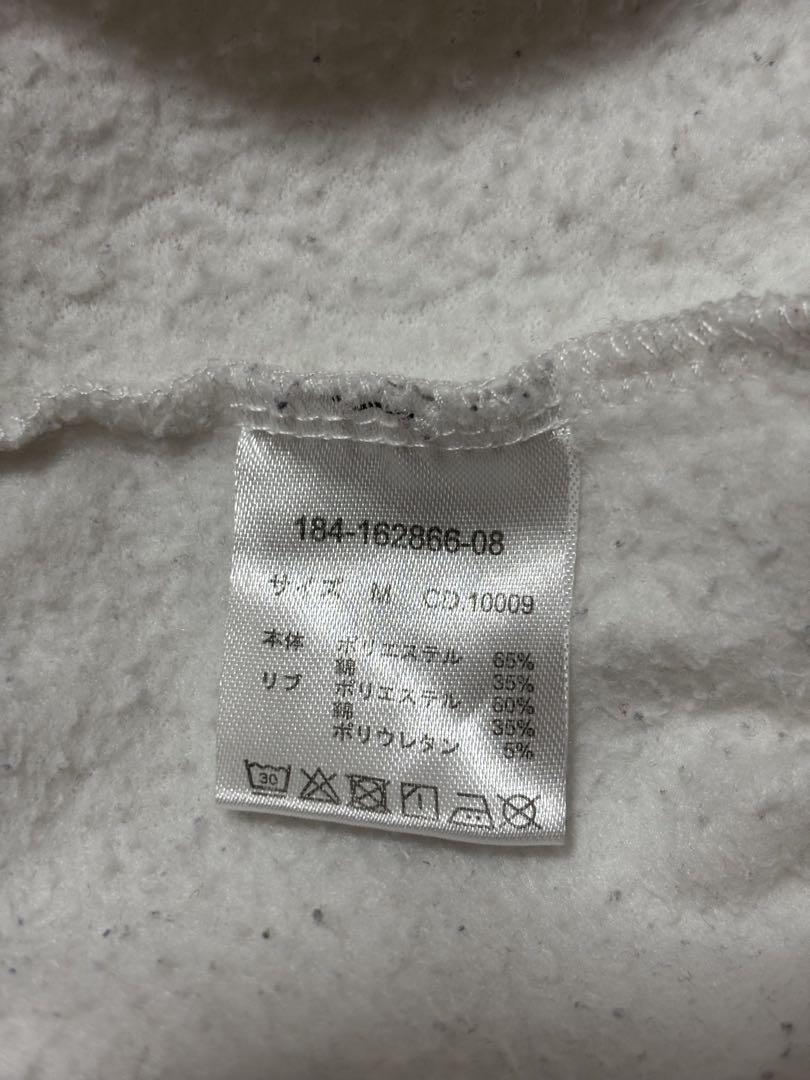 184-162866-08
サイズ M CD.10009
本体 ポリエステル 65%
綿 35%
リブ ポリエステル 60%
綿 35%
ポリウレタン 5%
30